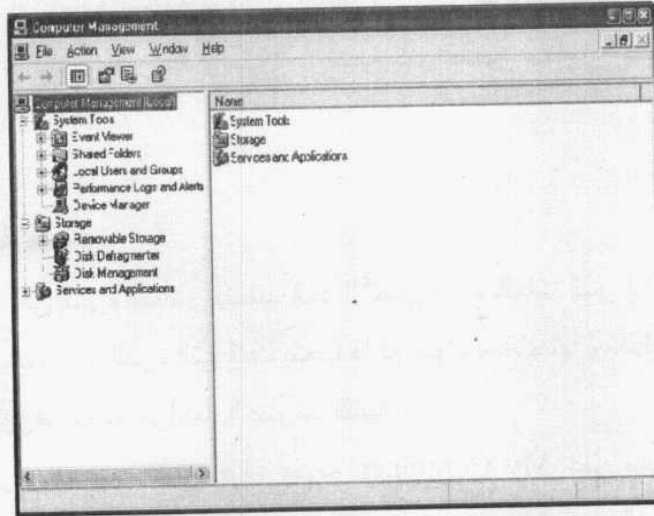 Computer Management
File Action View Window Help
Computer Management (Local)
System Tools
Event Viewer
Shared Folders
Local Users and Groups
Performance Logs and Alerts
Device Manager
Storage
Removable Storage
Disk Defragmenter
Disk Management
Services and Applications
Name
System Tools
Storage
Services and Applications